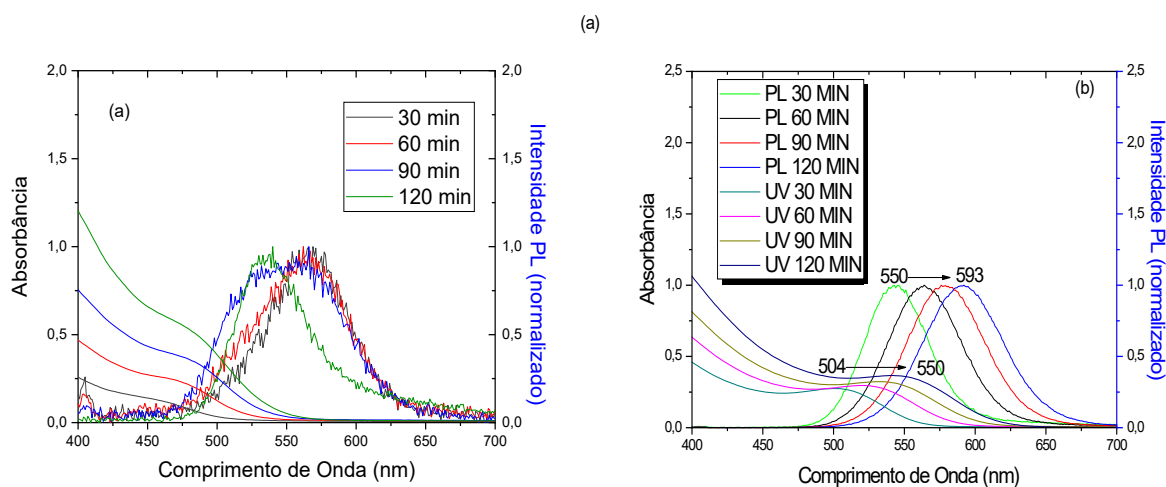 (a)
2,0
1,5
1,0
0,5
0,0
Absorbância
(a)
30 min
60 min
90 min
120 min
2,0
1,5
1,0
0,5
0,0
Intensidade PL (normalizado)
400 450 500 550 600 650 700
Comprimento de Onda (nm)
2,5
2,0
1,5
1,0
0,5
0,0
Absorbância
PL 30 MIN
PL 60 MIN
PL 90 MIN
PL 120 MIN
UV 30 MIN
UV 60 MIN
UV 90 MIN
UV 120 MIN
(b)
550 593
504 550
2,5
2,0
1,5
1,0
0,5
0,0
Intensidade PL (normalizado)
400 450 500 550 600 650 700
Comprimento de Onda (nm)